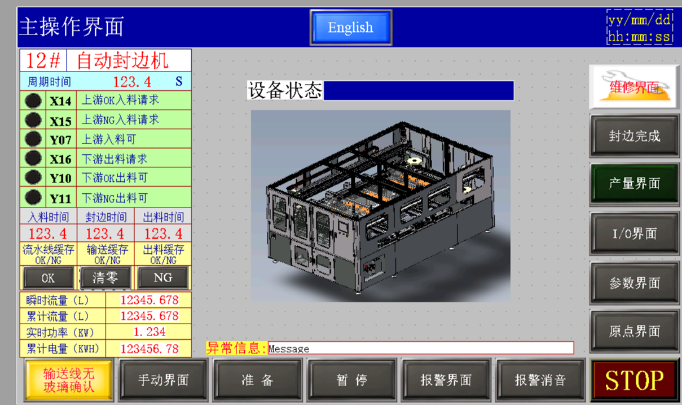 主操作界面
English
yy/mm/dd
hh:mm:ss
12# 自动封边机
周期时间 123.4 S
X14 上游OK入料请求
X15 上游NG入料请求
Y07 上游入料可
X16 下游出料请求
Y10 下游OK出料可
Y11 下游NG出料可
入料时间 封边时间 出料时间
123.4 123.4 123.4
流水线缓存 输送缓存 出料缓存
OK/NG OK/NG OK/NG
OK 清零 NG
瞬时流量 (L) 12345.678
累计流量 (L) 12345.678
实时功率 (KW) 1.234
累计电量 (KWH) 123456.78
设备状态
异常信息: Message
维修界面
封边完成
产量界面
I/O界面
参数界面
原点界面
输送线无
玻璃确认
手动界面
准 备
暂 停
报警界面
报警消音
STOP